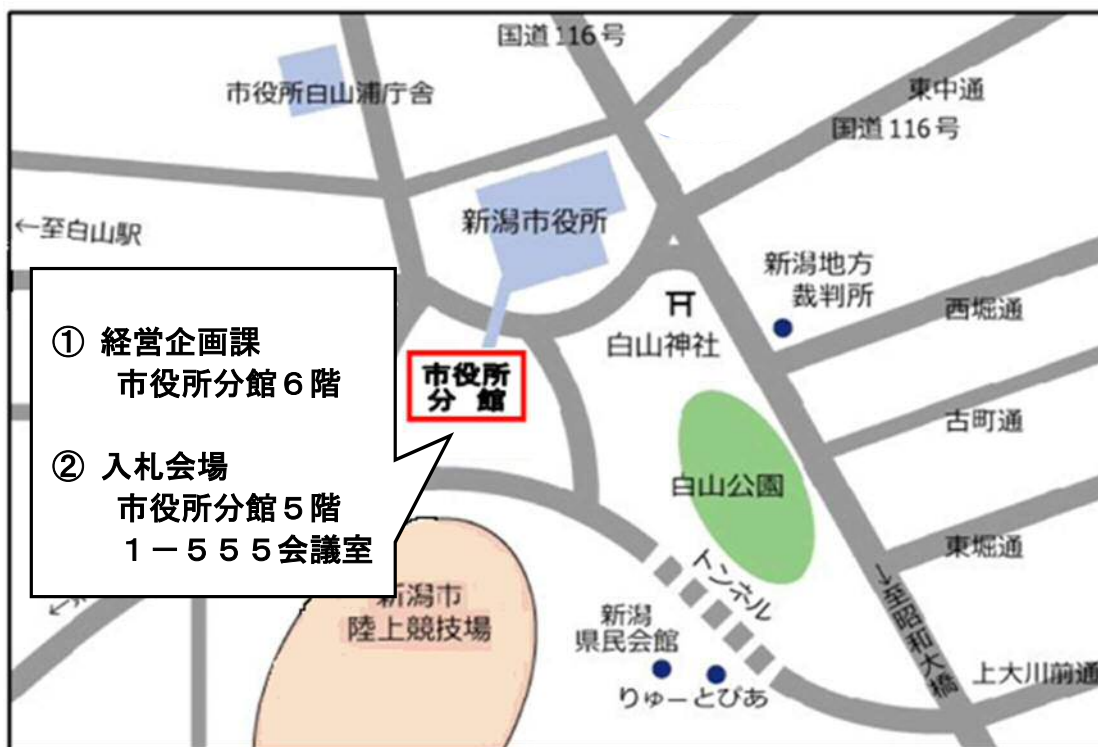 国道116号
市役所白山浦庁舎
東中通
国道116号
←至白山駅
新潟市役所
新潟地方
裁判所
西堀通
白山神社
① 経営企画課
市役所分館６階
② 入札会場
市役所分館５階
１－５５５会議室
市役所
分 館
古町通
白山公園
東堀通
トンネル
→至昭和大橋
新潟市
陸上競技場
新潟
県民会館
りゅーとぴあ
上大川前通